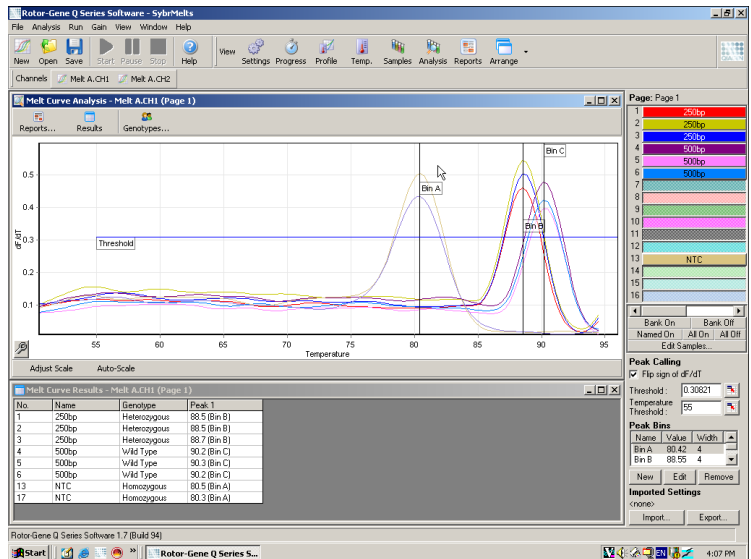 Rotor-Gene Q Series Software - SybrMelts
File Analysis Run Gain View Window Help
New Open Save Start Pause Stop Help View Settings Progress Profile Temp. Samples Analysis Reports Arrange
Channels Melt A.CH1 Melt A.CH2
Melt Curve Analysis - Melt A.CH1 (Page 1)
Reports... Results Genotypes...
Bin C
0.5
Bin A
0.4
Bin B
dF/dT
0.3
Threshold
0.2
0.1
55 60 65 70 75 80 85 90 95
Temperature
Adjust Scale Auto-Scale
Melt Curve Results - Melt A.CH1 (Page 1)
No. Name Genotype Peak 1
1 250bp Heterozygous 88.5 (Bin B)
2 250bp Heterozygous 88.5 (Bin B)
3 250bp Heterozygous 88.7 (Bin B)
4 500bp Wild Type 90.2 (Bin C)
5 500bp Wild Type 90.3 (Bin C)
6 500bp Wild Type 90.2 (Bin C)
13 NTC Homozygous 80.5 (Bin A)
17 NTC Homozygous 80.3 (Bin A)
Page: Page 1
1 250bp
2 250bp
3 250bp
4 500bp
5 500bp
6 500bp
7
8
9
10
11
12
13 NTC
14
15
16
Bank On Bank Off
Named On All On All Off
Edit Samples...
Peak Calling
Flip sign of dF/dT
Threshold : 0.30821
Temperature
Threshold : 55
Peak Bins
Name Value Width
Bin A 80.42 4
Bin B 88.55 4
New Edit Remove
Imported Settings
<none>
Import... Export...
Rotor-Gene Q Series Software 1.7 (Build 94)
Start » Rotor-Gene Q Series S... EN 4:07 PM